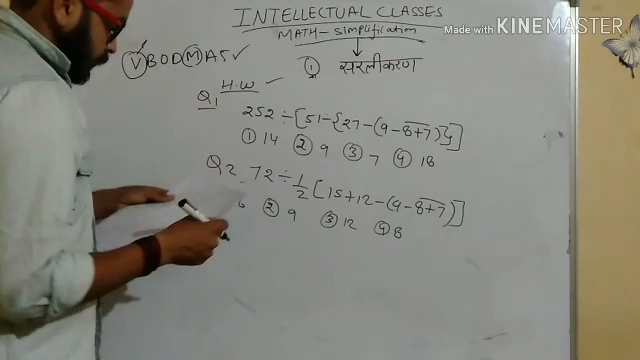 INTELLECTUAL CLASSES
Made with KINEMASTER
MATH - Simplification
VBODMAS
① सरलीकरण
H.W
Q1 252 ÷ [51 - {27 - (9 - 8+7)}]
① 14 ② 9 ③ 7 ④ 18
Q2 72 ÷ 1/2 [15 + 12 - (9 - 8+7)]
6 ② 9 ③ 12 ④ 8